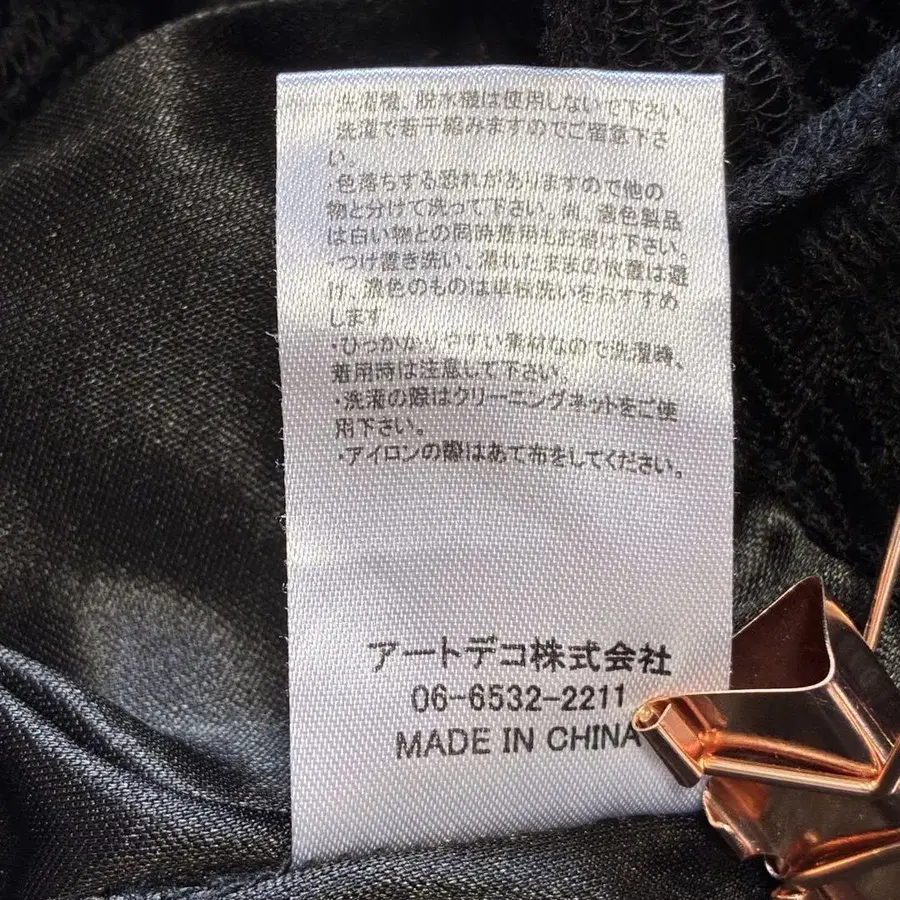 ・洗濯機、脱水機は使用しないで下さい。
洗濯で若干縮みますのでご留意下さ
い。
・色落ちする恐れがありますので他の
物と分けて洗って下さい。尚、濃色製品
は白い物との同時着用もお避け下さい。
・つけ置き洗い、濡れたままの放置は避
け、濃色のものは単独洗いをおすすめ
します。
・ひっかかりやすい素材なので洗濯時、
着用時は注意して下さい。
・洗濯の際はクリーニングネットをご使
用下さい。
・アイロンの際はあて布をしてください。
アートデコ株式会社
06-6532-2211
MADE IN CHINA